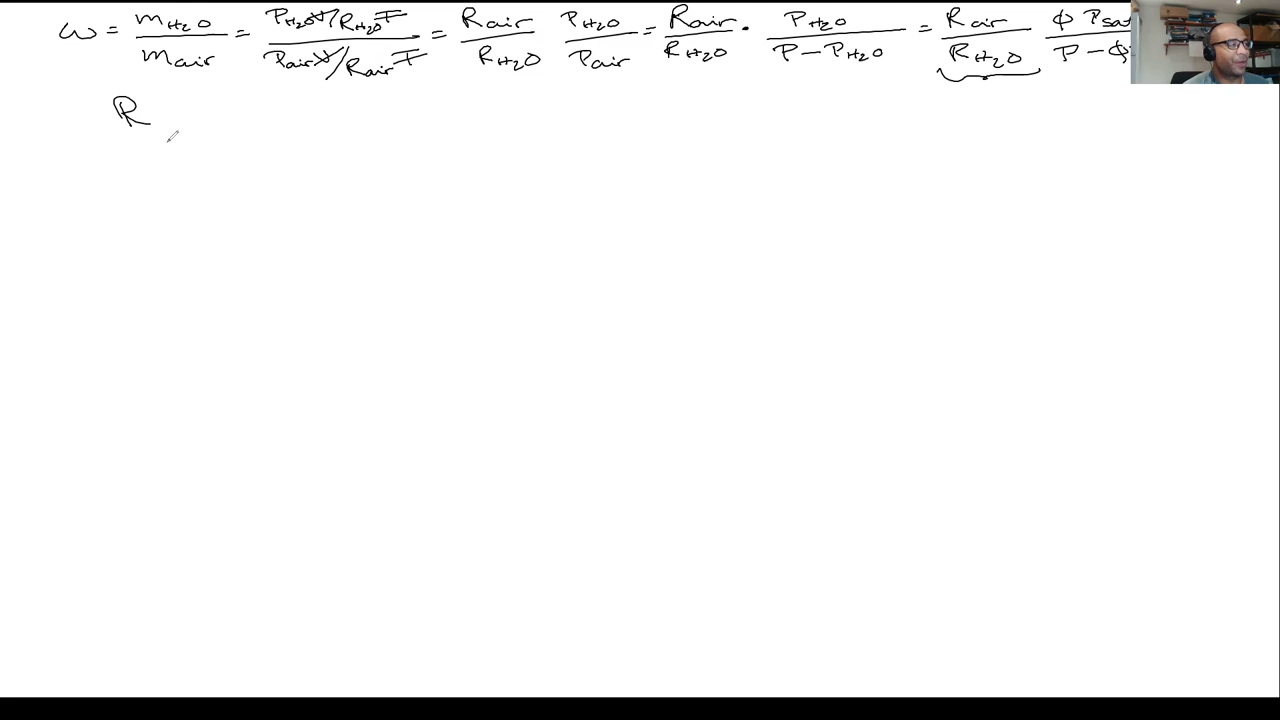 ω = m_H₂O / m_air = (P_H₂O V / R_H₂O T) / (P_air V / R_air T) = R_air / R_H₂O P_H₂O / P_air = R_air / R_H₂O · P_H₂O / (P − P_H₂O) = R_air / R_H₂O ϕ P_sat / P − ϕ
R